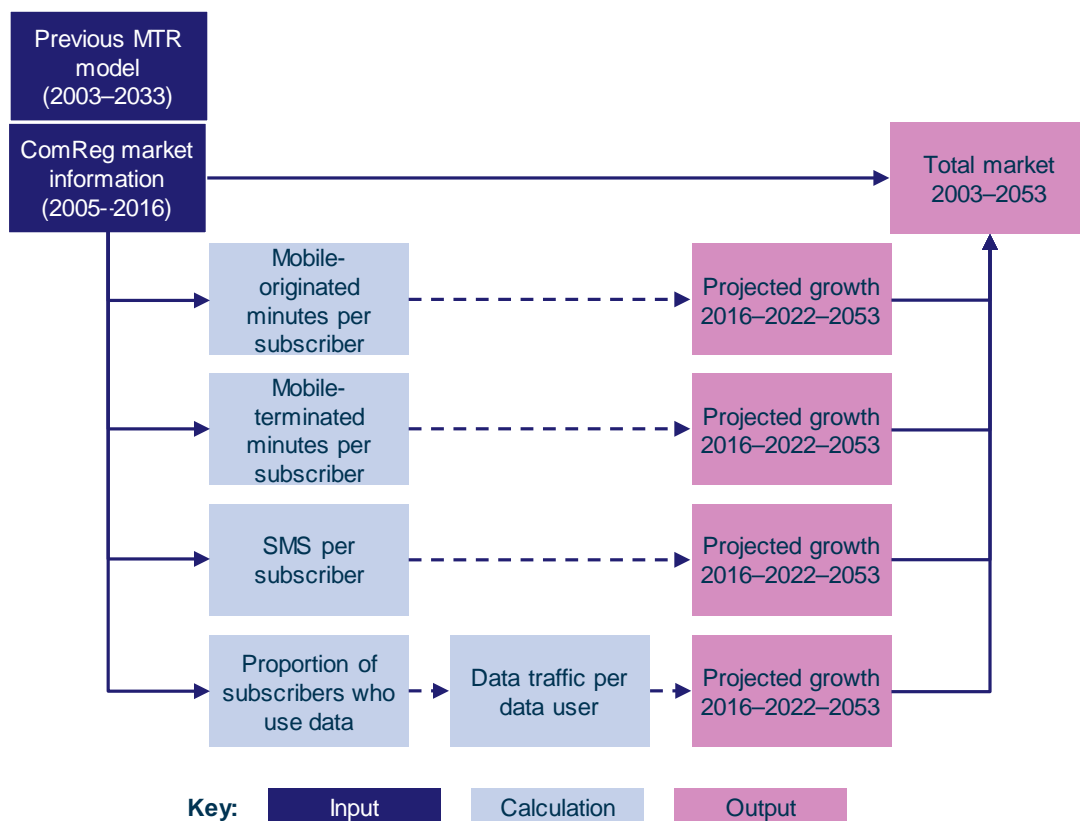 Previous MTR
model
(2003–2033)
ComReg market
information
(2005--2016)
Total market
2003–2053
Mobile-
originated
minutes per
subscriber
Projected growth
2016–2022–2053
Mobile-
terminated
minutes per
subscriber
Projected growth
2016–2022–2053
SMS per
subscriber
Projected growth
2016–2022–2053
Proportion of
subscribers who
use data
Data traffic per
data user
Projected growth
2016–2022–2053
Key:
Input
Calculation
Output